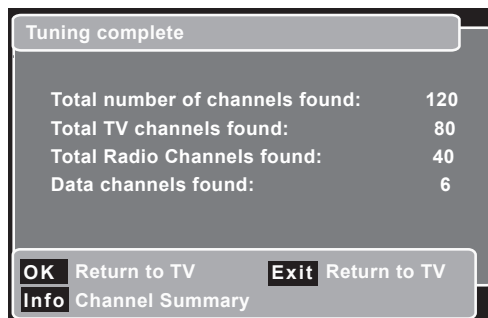 Tuning complete
Total number of channels found: 120
Total TV channels found: 80
Total Radio Channels found: 40
Data channels found: 6
OK Return to TV Exit Return to TV
Info Channel Summary